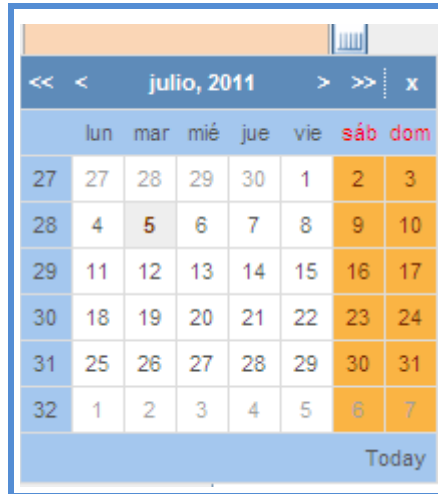 << < julio, 2011 > >> x
lun mar mié jue vie sáb dom
27 27 28 29 30 1 2 3
28 4 5 6 7 8 9 10
29 11 12 13 14 15 16 17
30 18 19 20 21 22 23 24
31 25 26 27 28 29 30 31
32 1 2 3 4 5 6 7
Today